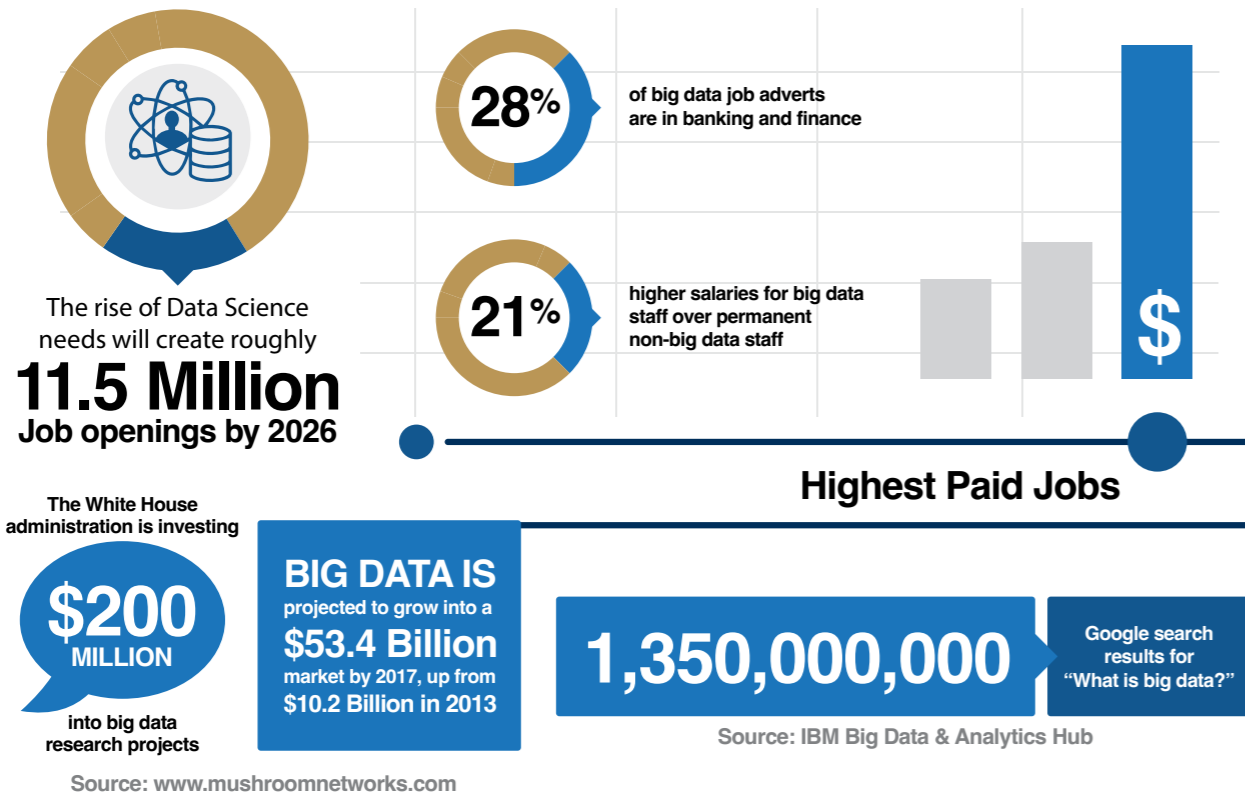 The rise of Data Science
needs will create roughly
11.5 Million
Job openings by 2026
28%
of big data job adverts
are in banking and finance
21%
higher salaries for big data
staff over permanent
non-big data staff
$
Highest Paid Jobs
The White House
administration is investing
$200
MILLION
into big data
research projects
Source: www.mushroomnetworks.com
BIG DATA IS
projected to grow into a
$53.4 Billion
market by 2017, up from
$10.2 Billion in 2013
1,350,000,000
Google search
results for
“What is big data?”
Source: IBM Big Data & Analytics Hub